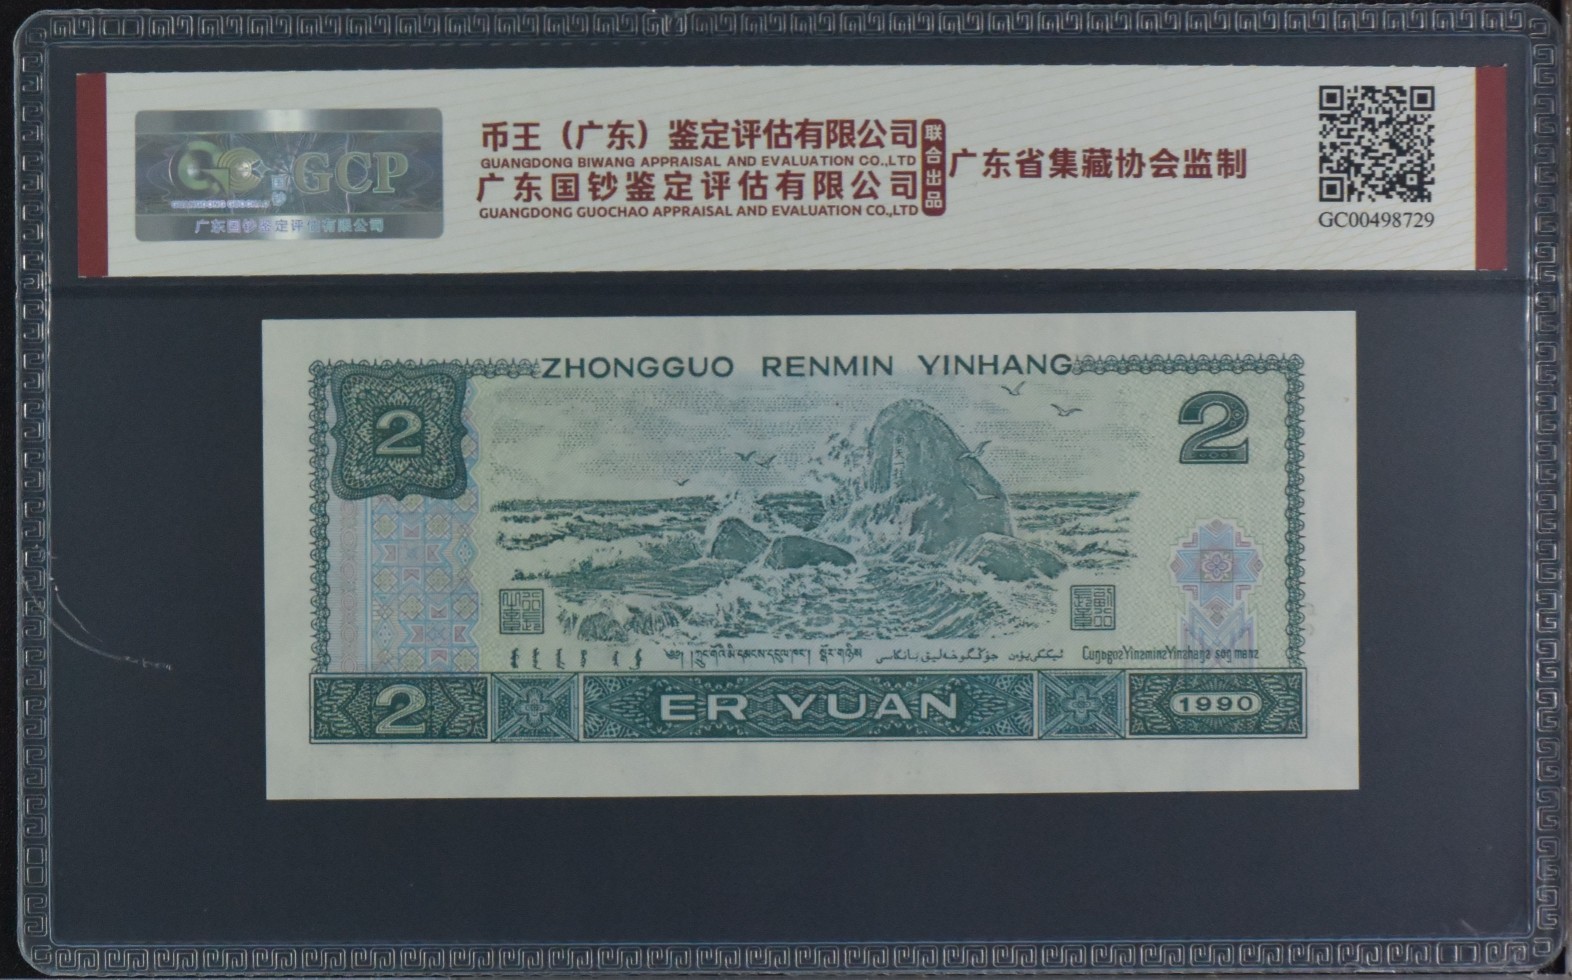 GCP
广东国钞鉴定评估有限公司
币王（广东）鉴定评估有限公司
GUANGDONG BIWANG APPRAISAL AND EVALUATION CO.,LTD
广东国钞鉴定评估有限公司
GUANGDONG GUOCHAO APPRAISAL AND EVALUATION CO.,LTD
联合出品
广东省集藏协会监制
GC00498729
ZHONGGUO RENMIN YINHANG
2
2
2
ER YUAN
1990